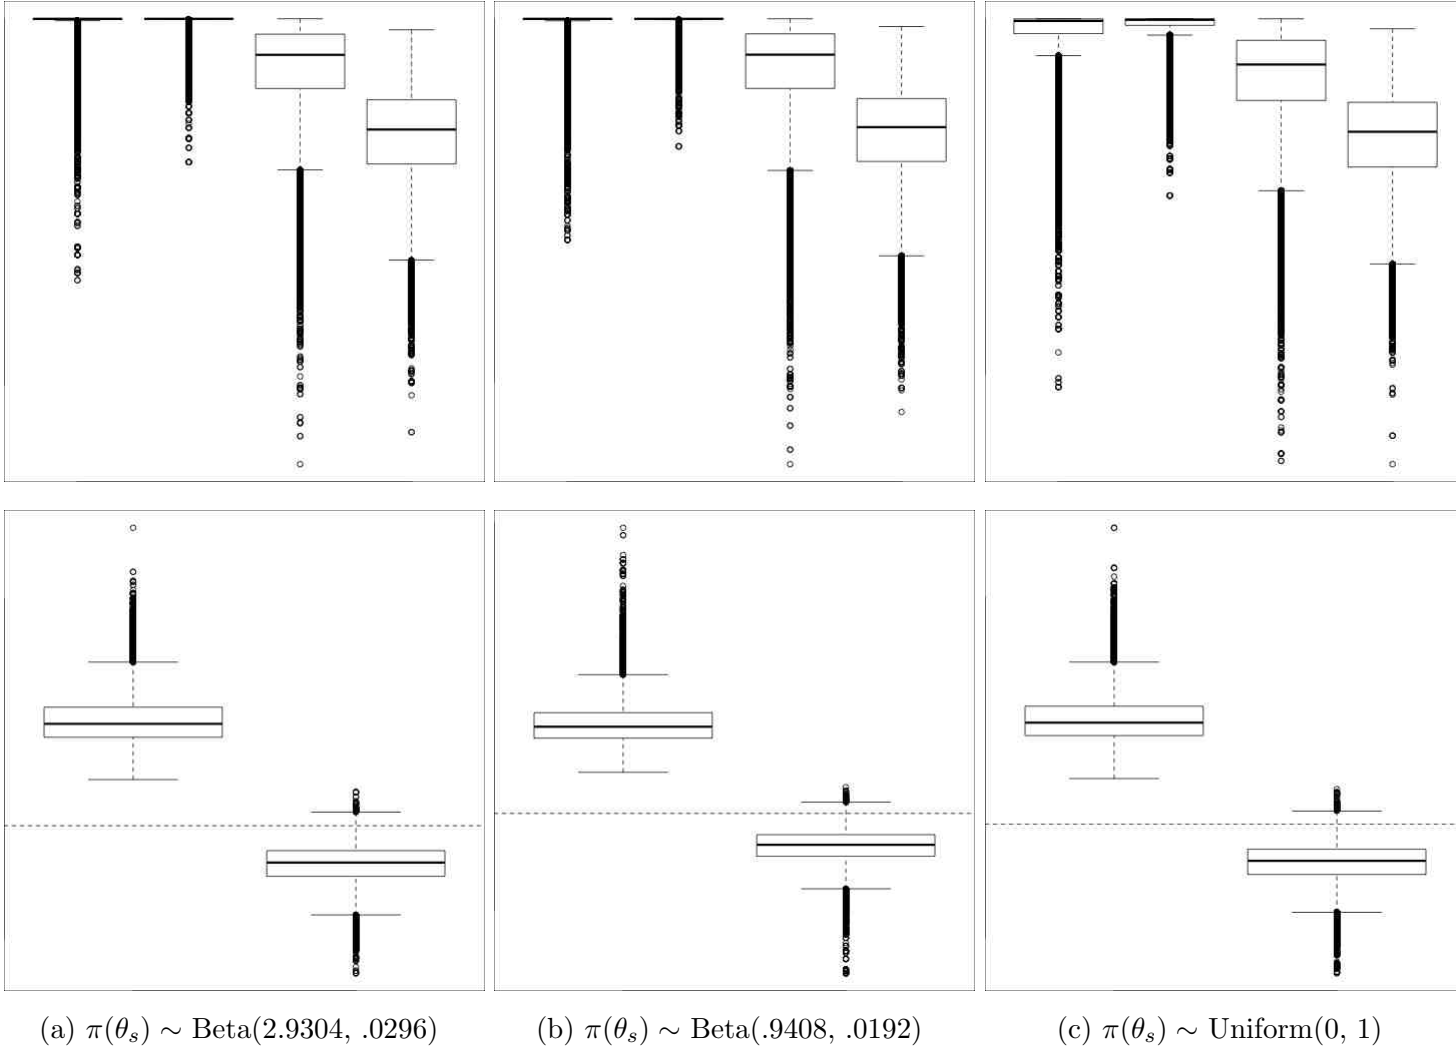 (a) π(θₛ) ∼ Beta(2.9304, .0296)
(b) π(θₛ) ∼ Beta(.9408, .0192)
(c) π(θₛ) ∼ Uniform(0, 1)